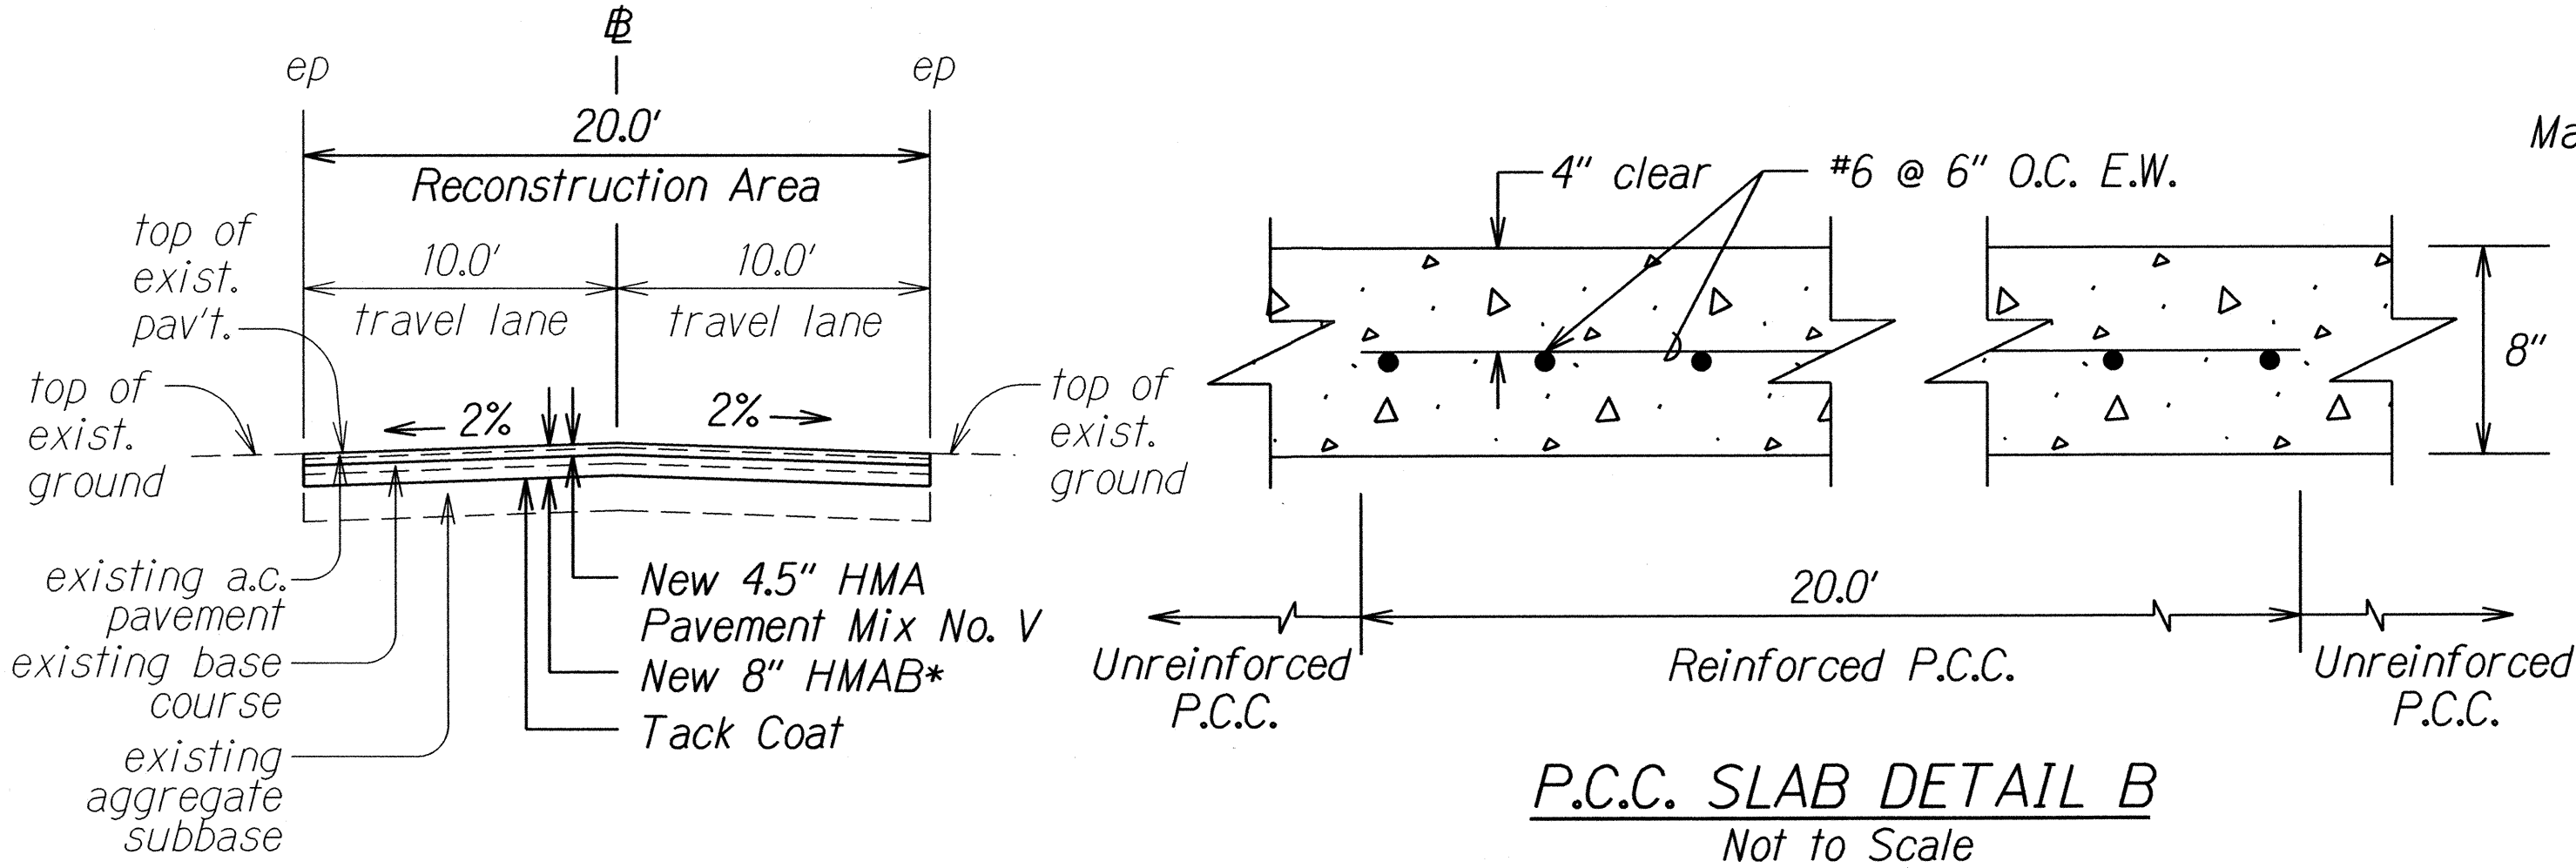 ℄
ep
ep
20.0'
Reconstruction Area
top of
exist.
pav't.
10.0'
10.0'
travel lane
travel lane
top of
exist.
ground
2%
2%
top of
exist.
ground
existing a.c.
pavement
existing base
course
existing
aggregate
subbase
New 4.5" HMA
Pavement Mix No. V
New 8" HMAB*
Tack Coat
4" clear
#6 @ 6" O.C. E.W.
Ma
8"
20.0'
Unreinforced
P.C.C.
Reinforced P.C.C.
Unreinforced
P.C.C.
P.C.C. SLAB DETAIL B
Not to Scale